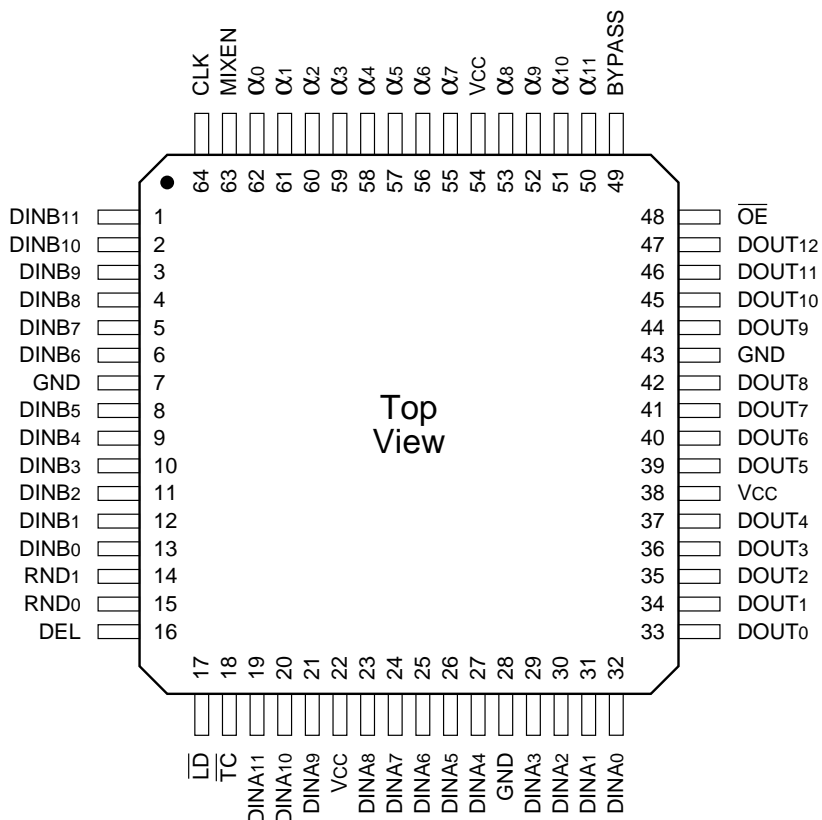 CLK MIXEN α0 α1 α2 α3 α4 α5 α6 α7 VCC α8 α9 α10 α11 BYPASS
64 63 62 61 60 59 58 57 56 55 54 53 52 51 50 49
DINB11 1 48 O̅E̅
DINB10 2 47 DOUT12
DINB9 3 46 DOUT11
DINB8 4 45 DOUT10
DINB7 5 44 DOUT9
DINB6 6 43 GND
GND 7 42 DOUT8
DINB5 8 41 DOUT7
DINB4 9 40 DOUT6
DINB3 10 39 DOUT5
DINB2 11 38 VCC
DINB1 12 37 DOUT4
DINB0 13 36 DOUT3
RND1 14 35 DOUT2
RND0 15 34 DOUT1
DEL 16 33 DOUT0
Top
View
17 18 19 20 21 22 23 24 25 26 27 28 29 30 31 32
L̅D̅ T̅C̅ DINA11 DINA10 DINA9 VCC DINA8 DINA7 DINA6 DINA5 DINA4 GND DINA3 DINA2 DINA1 DINA0